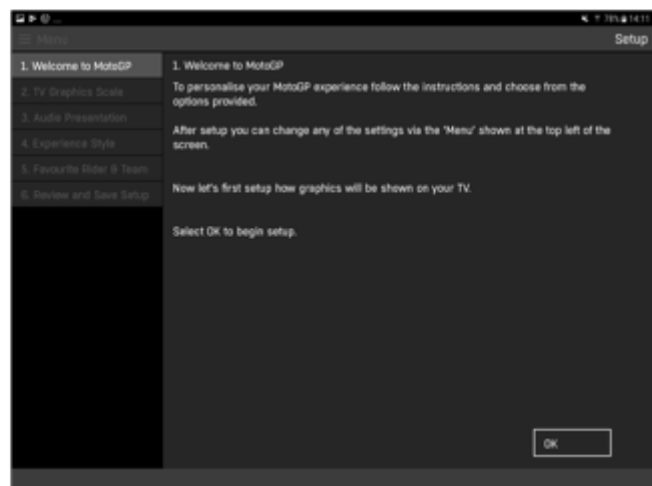 78% 14:11
Menu
Setup
1. Welcome to MotoGP
2. TV Graphics Scale
3. Audio Presentation
4. Experience Style
5. Favourite Rider & Team
6. Review and Save Setup
1. Welcome to MotoGP
To personalise your MotoGP experience follow the instructions and choose from the
options provided.
After setup you can change any of the settings via the 'Menu' shown at the top left of the
screen.
Now let's first setup how graphics will be shown on your TV.
Select OK to begin setup.
OK